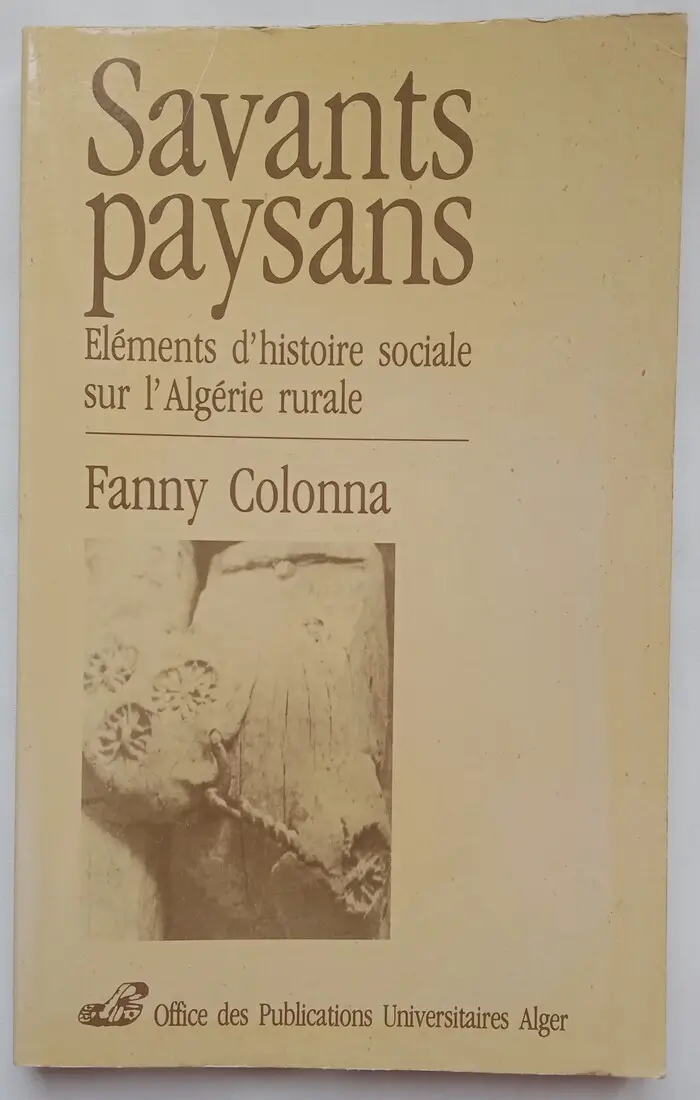 Savants
paysans
Eléments d'histoire sociale
sur l'Algérie rurale
Fanny Colonna
Office des Publications Universitaires Alger